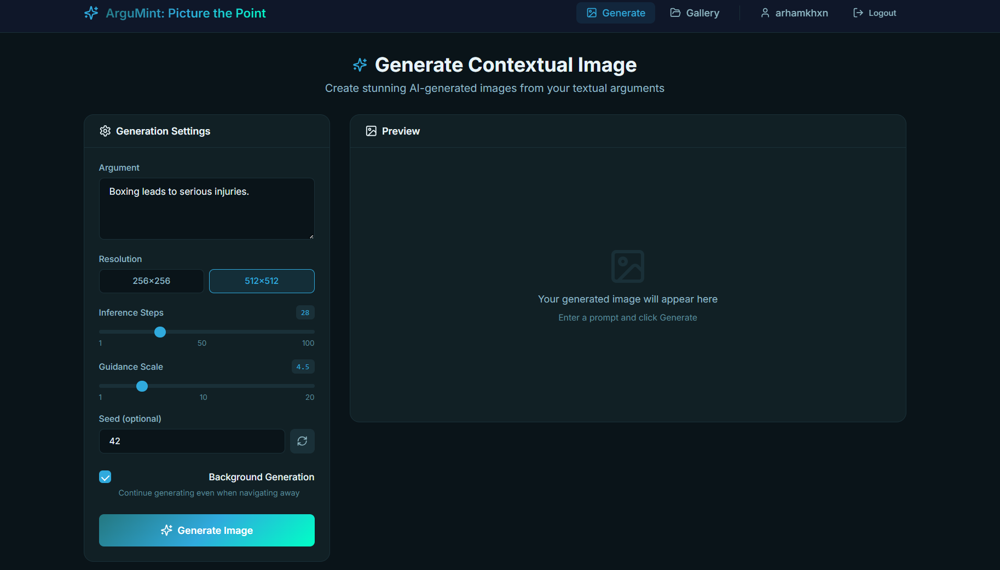 ArguMint: Picture the Point
Generate
Gallery
arhamkhxn
Logout
Generate Contextual Image
Create stunning AI-generated images from your textual arguments
Generation Settings
Argument
Boxing leads to serious injuries.
Resolution
256×256
512×512
Inference Steps
28
1
50
100
Guidance Scale
4.5
1
10
20
Seed (optional)
42
Background Generation
Continue generating even when navigating away
Generate Image
Preview
Your generated image will appear here
Enter a prompt and click Generate